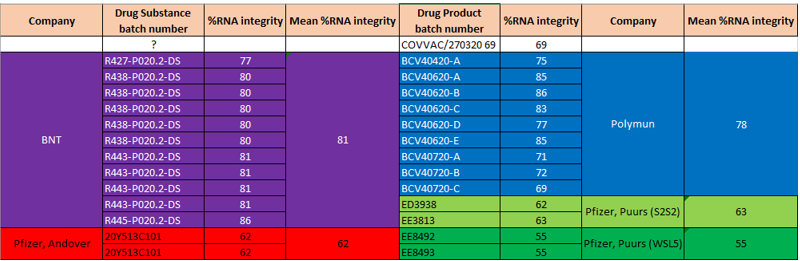 Company Drug Substance batch number %RNA integrity Mean %RNA integrity Drug Product batch number %RNA integrity Company Mean %RNA integrity
? COVVAC/270320 69 69
R427-P020.2-DS 77 BCV40420-A 75
R438-P020.2-DS 80 BCV40620-A 85
R438-P020.2-DS 80 BCV40620-B 86
R438-P020.2-DS 80 BCV40620-C 83
R438-P020.2-DS 80 BCV40620-D 77
BNT R438-P020.2-DS 80 81 BCV40620-E 85 Polymun 78
R443-P020.2-DS 81 BCV40720-A 71
R443-P020.2-DS 81 BCV40720-B 72
R443-P020.2-DS 81 BCV40720-C 69
R443-P020.2-DS 81 ED3938 62 Pfizer, Puurs (S2S2) 63
R445-P020.2-DS 86 EE3813 63
Pfizer, Andover 20Y513C101 62 62 EE8492 55 Pfizer, Puurs (WSL5) 55
20Y513C101 62 EE8493 55